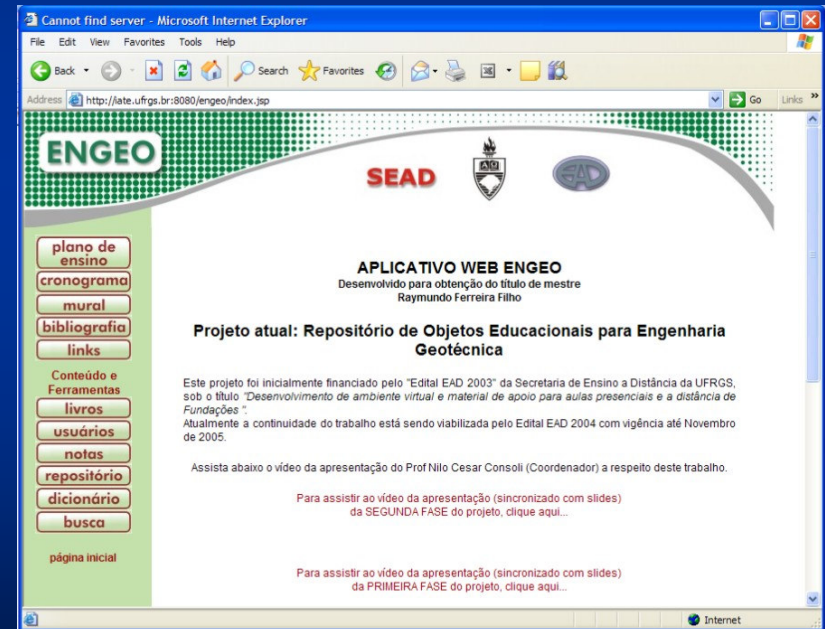 Cannot find server - Microsoft Internet Explorer
File Edit View Favorites Tools Help
Back Search Favorites
Address http://iate.ufrgs.br:8080/engeo/index.jsp Go Links »
ENGEO
SEAD
EAD
plano de
ensino
cronograma
mural
bibliografia
links
Conteúdo e
Ferramentas
livros
usuários
notas
repositório
dicionário
busca
página inicial
APLICATIVO WEB ENGEO
Desenvolvido para obtenção do título de mestre
Raymundo Ferreira Filho
Projeto atual: Repositório de Objetos Educacionais para Engenharia
Geotécnica
Este projeto foi inicialmente financiado pelo "Edital EAD 2003" da Secretaria de Ensino a Distância da UFRGS,
sob o título "Desenvolvimento de ambiente virtual e material de apoio para aulas presenciais e a distância de
Fundações ".
Atualmente a continuidade do trabalho está sendo viabilizada pelo Edital EAD 2004 com vigência até Novembro
de 2005.
Assista abaixo o vídeo da apresentação do Prof Nilo Cesar Consoli (Coordenador) a respeito deste trabalho.
Para assistir ao vídeo da apresentação (sincronizado com slides)
da SEGUNDA FASE do projeto, clique aqui...
Para assistir ao vídeo da apresentação (sincronizado com slides)
da PRIMEIRA FASE do projeto, clique aqui...
Internet